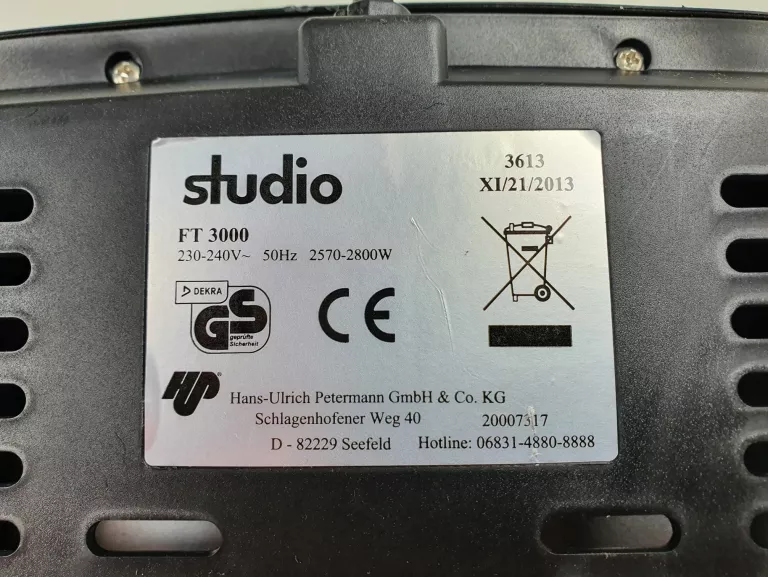 studio
3613
XI/21/2013
FT 3000
230-240V~ 50Hz 2570-2800W
DEKRA
GS
geprüfte
Sicherheit
CE
HUP®
Hans-Ulrich Petermann GmbH & Co. KG
Schlagenhofener Weg 40 20007317
D - 82229 Seefeld Hotline: 06831-4880-8888